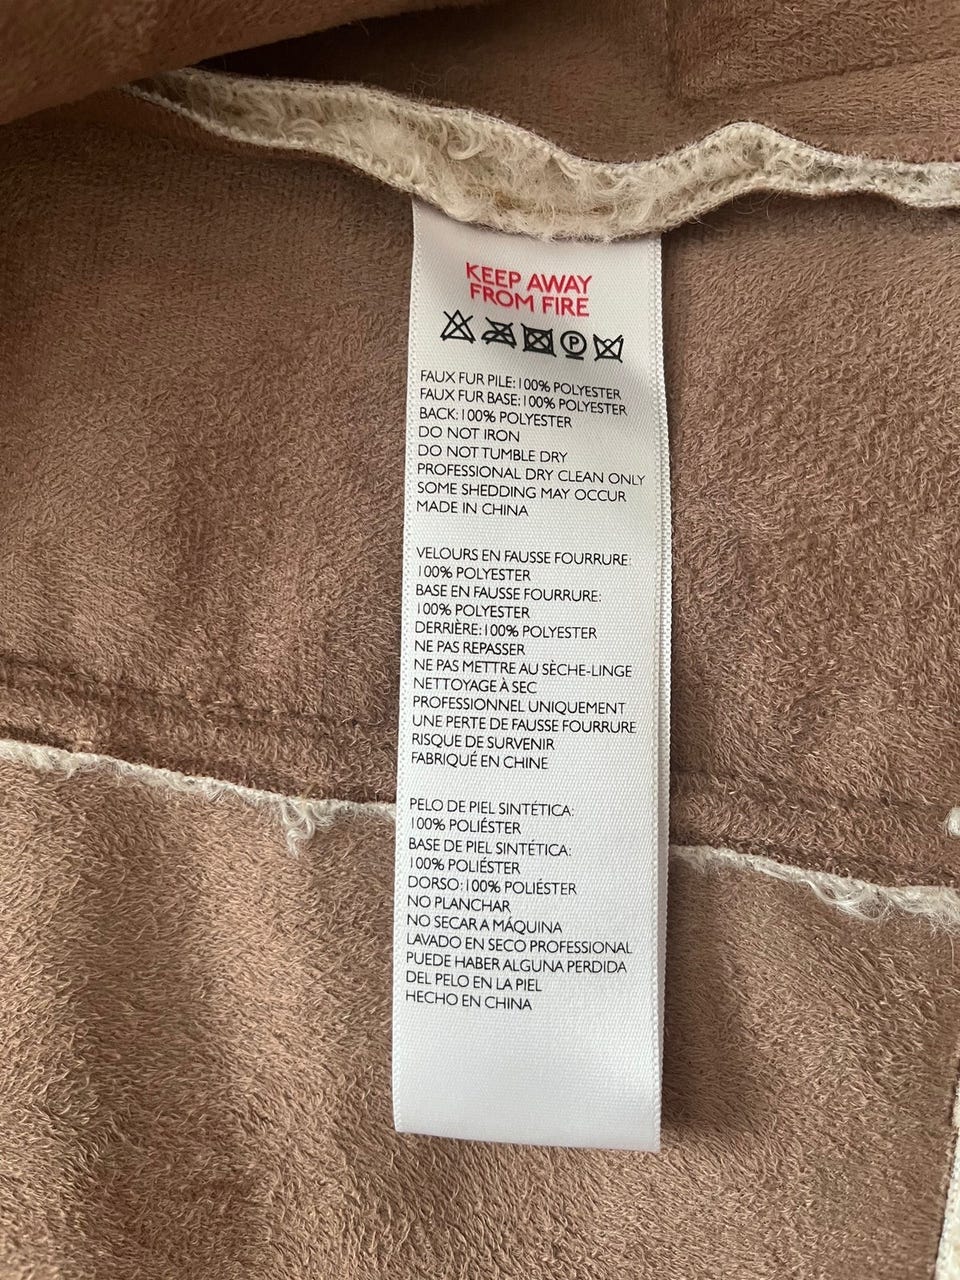 KEEP AWAY
FROM FIRE
P
FAUX FUR PILE:100% POLYESTER
FAUX FUR BASE:100% POLYESTER
BACK:100% POLYESTER
DO NOT IRON
DO NOT TUMBLE DRY
PROFESSIONAL DRY CLEAN ONLY
SOME SHEDDING MAY OCCUR
MADE IN CHINA
VELOURS EN FAUSSE FOURRURE:
100% POLYESTER
BASE EN FAUSSE FOURRURE:
100% POLYESTER
DERRIÈRE:100% POLYESTER
NE PAS REPASSER
NE PAS METTRE AU SÈCHE-LINGE
NETTOYAGE À SEC
PROFESSIONNEL UNIQUEMENT
UNE PERTE DE FAUSSE FOURRURE
RISQUE DE SURVENIR
FABRIQUÉ EN CHINE
PELO DE PIEL SINTÉTICA:
100% POLIÉSTER
BASE DE PIEL SINTÉTICA:
100% POLIÉSTER
DORSO:100% POLIÉSTER
NO PLANCHAR
NO SECAR A MÁQUINA
LAVADO EN SECO PROFESSIONAL
PUEDE HABER ALGUNA PERDIDA
DEL PELO EN LA PIEL
HECHO EN CHINA